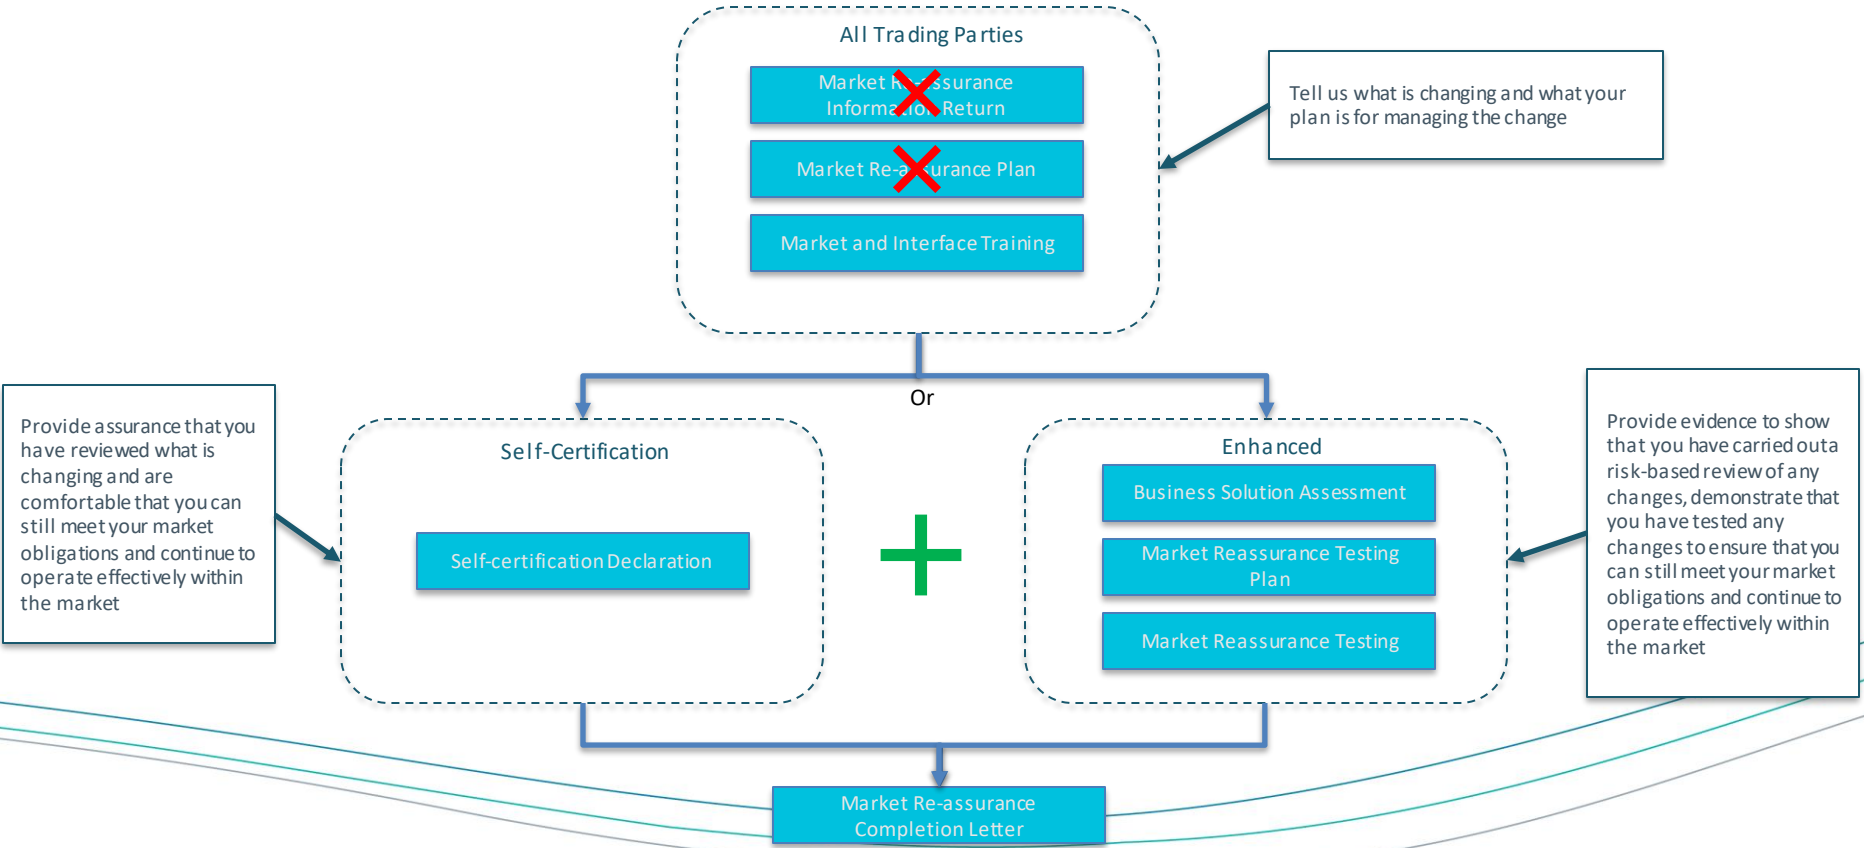 All Trading Parties
Market Re-assurance
Information Return
Market Re-assurance Plan
Market and Interface Training
Tell us what is changing and what your
plan is for managing the change
Or
Provide assurance that you
have reviewed what is
changing and are
comfortable that you can
still meet your market
obligations and continue to
operate effectively within
the market
Self-Certification
Self-certification Declaration
Enhanced
Business Solution Assessment
Market Reassurance Testing
Plan
Market Reassurance Testing
Provide evidence to show
that you have carried out a
risk-based review of any
changes, demonstrate that
you have tested any
changes to ensure that you
can still meet your market
obligations and continue to
operate effectively within
the market
Market Re-assurance
Completion Letter